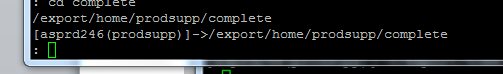 : cd complete
/export/home/prodsupp/complete
[asprd246(prodsupp)]->/export/home/prodsupp/complete
: